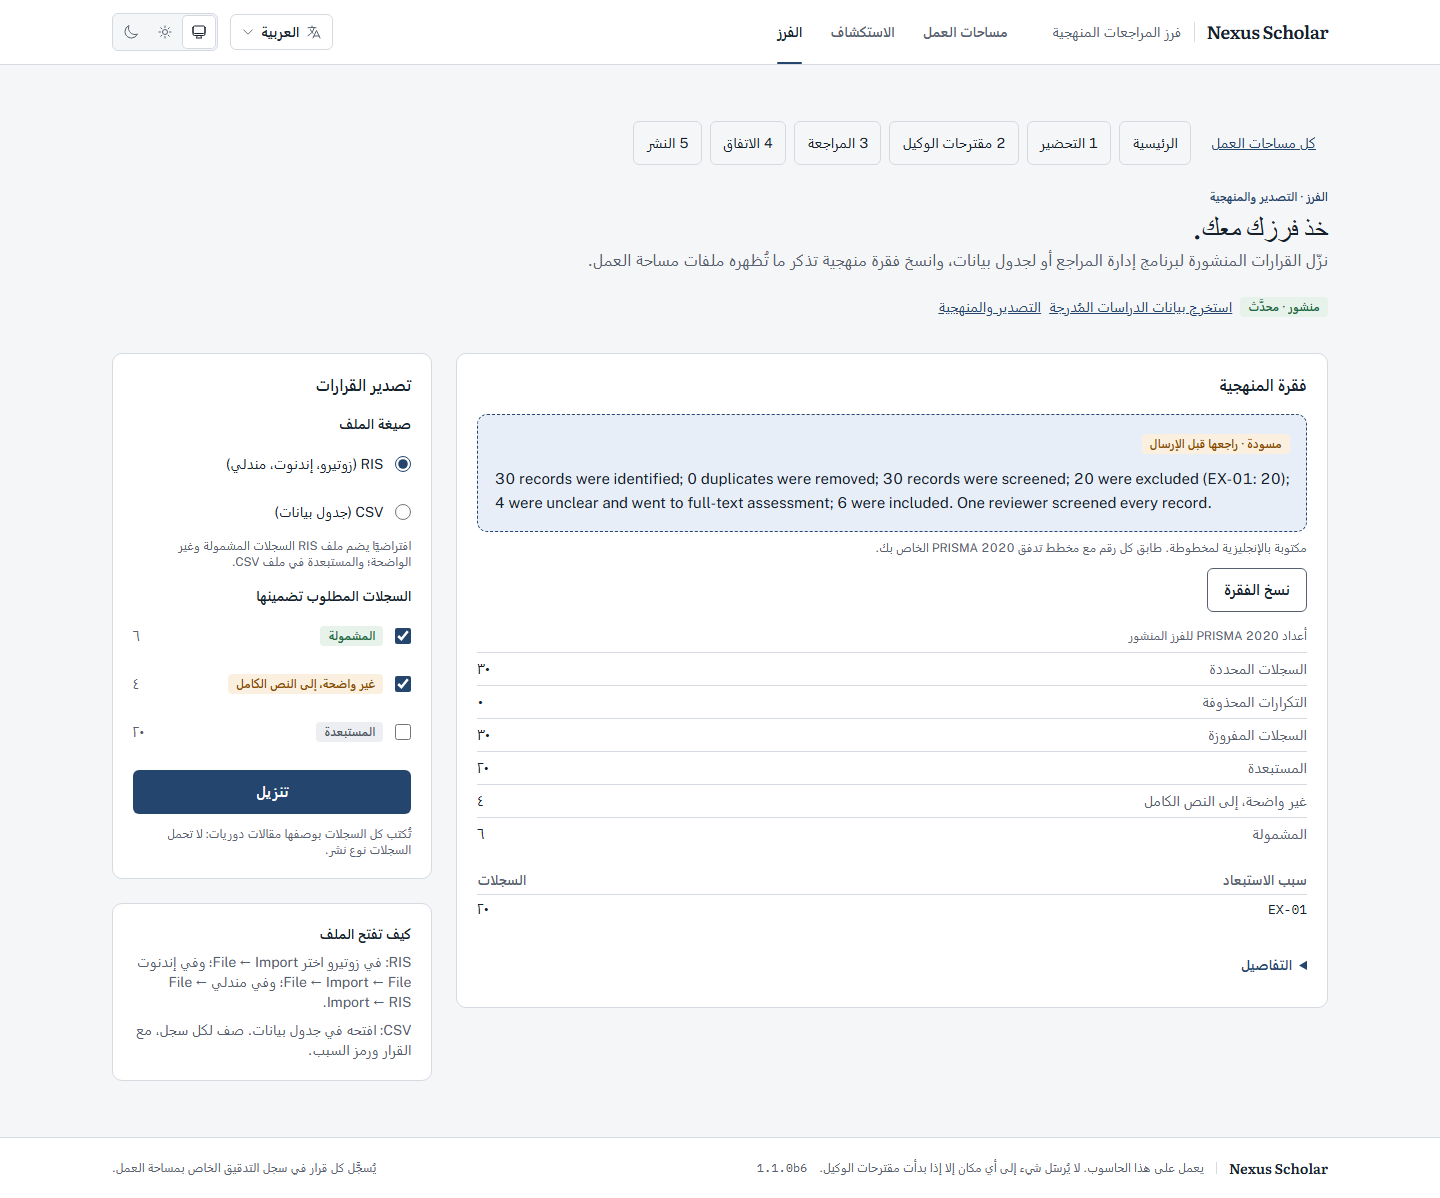 Nexus Scholar
فرز المراجعات المنهجية
مساحات العمل
الاستكشاف
الفرز
العربية
كل مساحات العمل
الرئيسية
1 التحضير
2 مقترحات الوكيل
3 المراجعة
4 الاتفاق
5 النشر
الفرز · التصدير والمنهجية
خذ فرزك معك.
نزّل القرارات المنشورة لبرنامج إدارة المراجع أو لجدول بيانات، وانسخ فقرة منهجية تذكر ما تُظهره ملفات مساحة العمل.
منشور · محدَّث
استخرج بيانات الدراسات المُدرجة
التصدير والمنهجية
فقرة المنهجية
مسودة · راجعها قبل الإرسال
30 records were identified; 0 duplicates were removed; 30 records were screened; 20 were excluded (EX-01: 20);
4 were unclear and went to full-text assessment; 6 were included. One reviewer screened every record.
مكتوبة بالإنجليزية لمخطوطة. طابق كل رقم مع مخطط تدفق PRISMA 2020 الخاص بك.
نسخ الفقرة
أعداد PRISMA 2020 للفرز المنشور
السجلات المحددة ٣٠
التكرارات المحذوفة ٠
السجلات المفروزة ٣٠
المستبعدة ٢٠
غير واضحة، إلى النص الكامل ٤
المشمولة ٦
سبب الاستبعاد السجلات
EX-01 ٢٠
التفاصيل
تصدير القرارات
صيغة الملف
RIS (زوتيرو، إندنوت، مندلي)
CSV (جدول بيانات)
افتراضيًا يضم ملف RIS السجلات المشمولة وغير
الواضحة؛ والمستبعدة في ملف CSV.
السجلات المطلوب تضمينها
المشمولة ٦
غير واضحة، إلى النص الكامل ٤
المستبعدة ٢٠
تنزيل
تُكتب كل السجلات بوصفها مقالات دوريات: لا تحمل
السجلات نوع نشر.
كيف تفتح الملف
RIS: في زوتيرو اختر File ← Import؛ وفي إندنوت
File ← Import ← File؛ وفي مندلي File ←
Import ← RIS.
CSV: افتحه في جدول بيانات. صف لكل سجل، مع
القرار ورمز السبب.
Nexus Scholar
يعمل على هذا الحاسوب. لا يُرسَل شيء إلى أي مكان إلا إذا بدأت مقترحات الوكيل.
1.1.0b6
يُسجَّل كل قرار في سجل التدقيق الخاص بمساحة العمل.